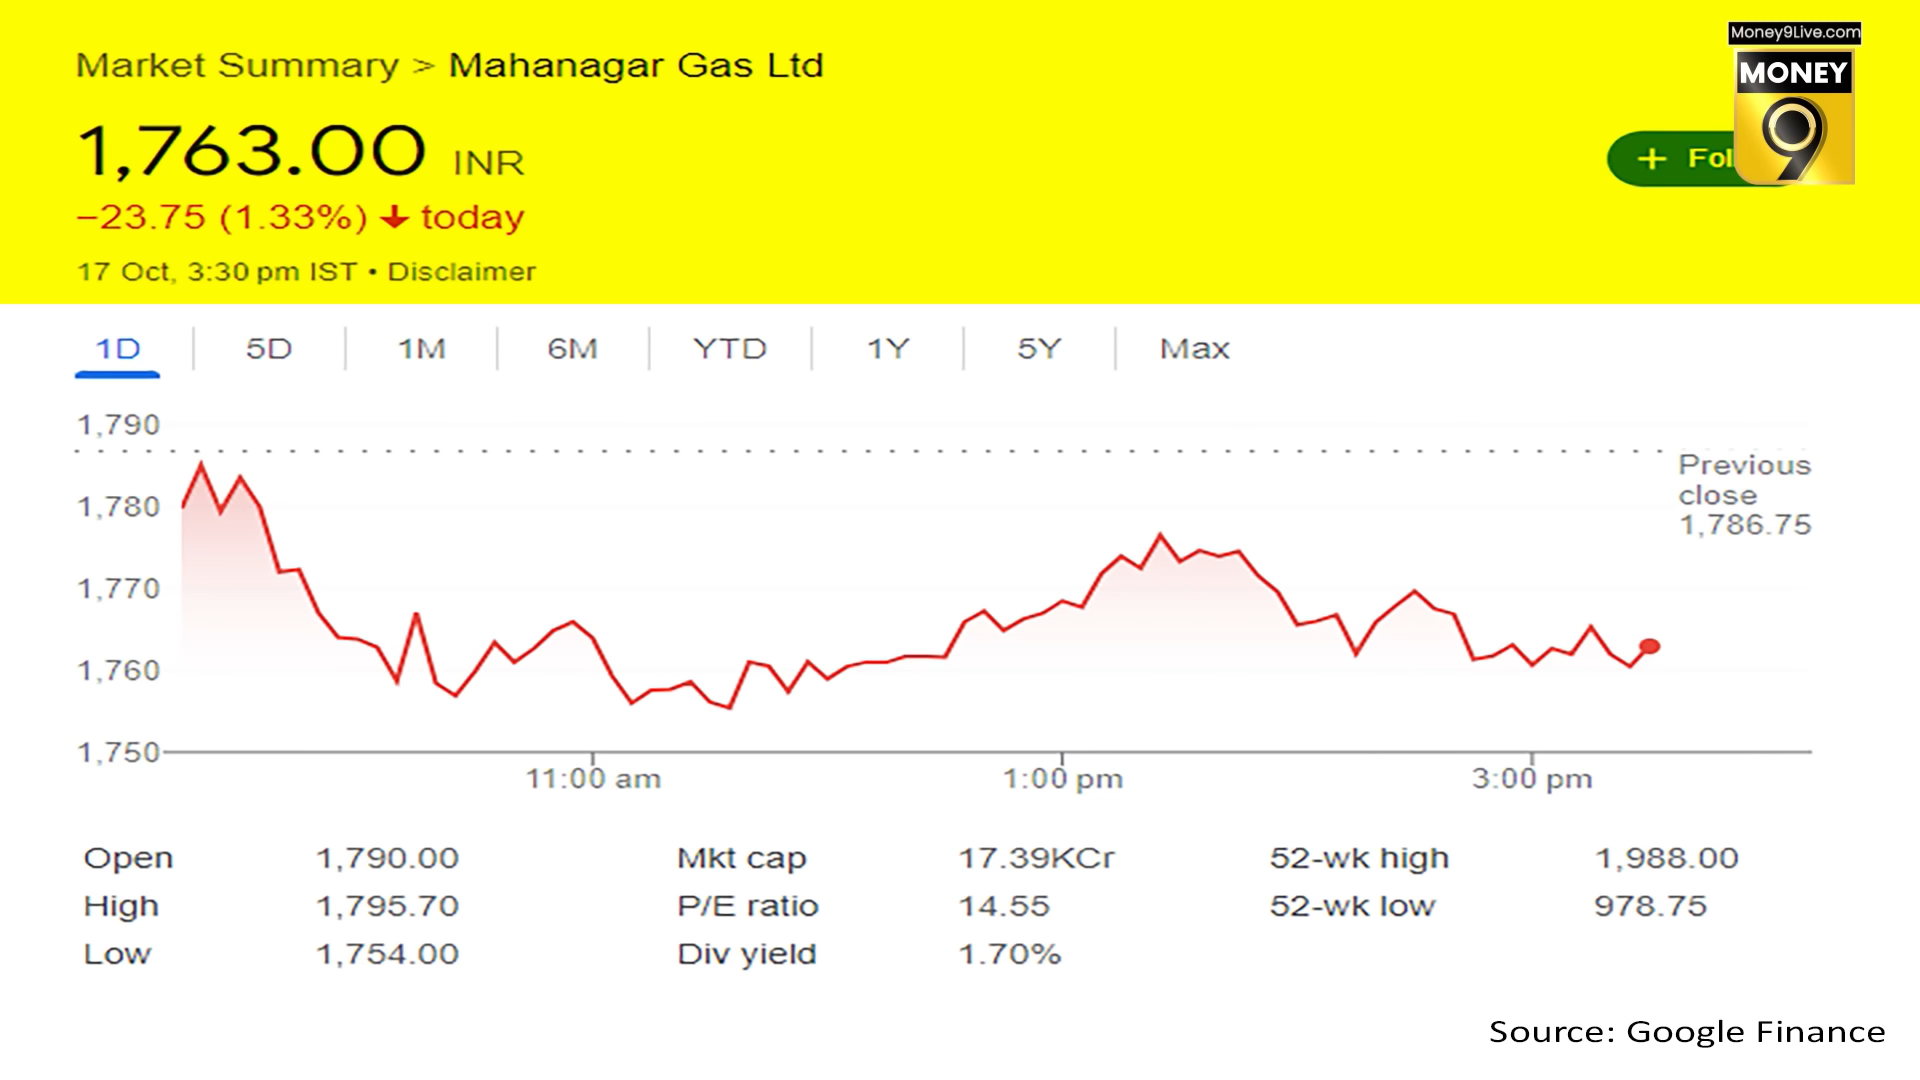 Money9Live.com
MONEY
9
Market Summary > Mahanagar Gas Ltd
1,763.00 INR
+
−23.75 (1.33%) ↓ today
17 Oct, 3:30 pm IST • Disclaimer
1D 5D 1M 6M YTD 1Y 5Y Max
1,790
Previous
close
1,786.75
1,780
1,770
1,760
1,750
11:00 am 1:00 pm 3:00 pm
Open 1,790.00 Mkt cap 17.39KCr 52-wk high 1,988.00
High 1,795.70 P/E ratio 14.55 52-wk low 978.75
Low 1,754.00 Div yield 1.70%
Source: Google Finance